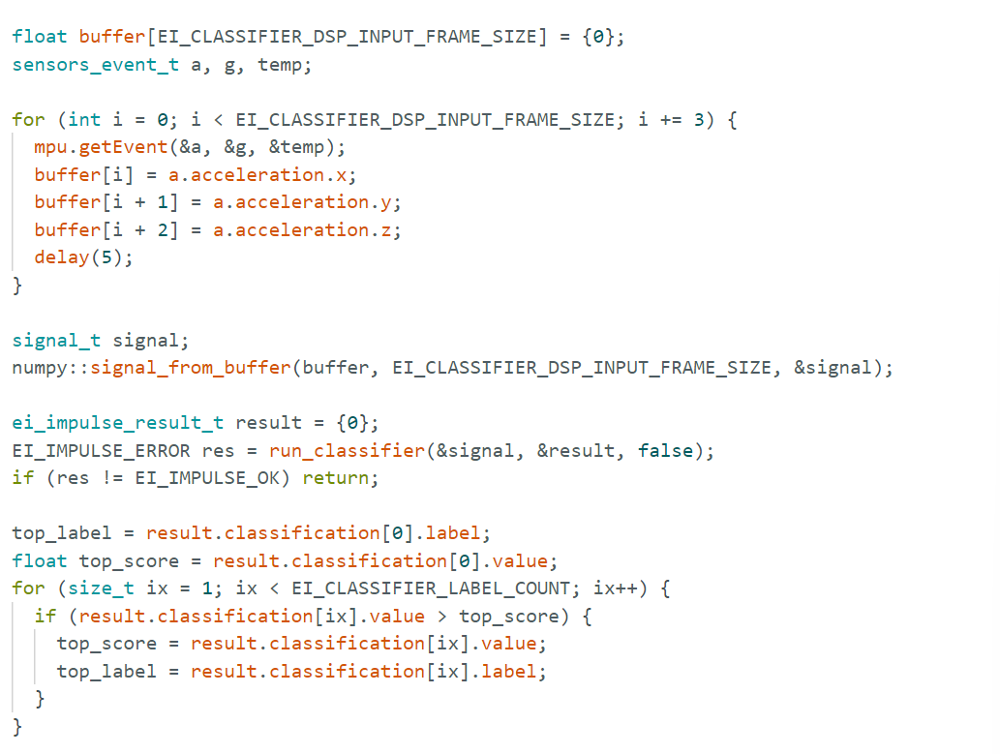 float buffer[EI_CLASSIFIER_DSP_INPUT_FRAME_SIZE] = {0};
sensors_event_t a, g, temp;
for (int i = 0; i < EI_CLASSIFIER_DSP_INPUT_FRAME_SIZE; i += 3) {
mpu.getEvent(&a, &g, &temp);
buffer[i] = a.acceleration.x;
buffer[i + 1] = a.acceleration.y;
buffer[i + 2] = a.acceleration.z;
delay(5);
}
signal_t signal;
numpy::signal_from_buffer(buffer, EI_CLASSIFIER_DSP_INPUT_FRAME_SIZE, &signal);
ei_impulse_result_t result = {0};
EI_IMPULSE_ERROR res = run_classifier(&signal, &result, false);
if (res != EI_IMPULSE_OK) return;
top_label = result.classification[0].label;
float top_score = result.classification[0].value;
for (size_t ix = 1; ix < EI_CLASSIFIER_LABEL_COUNT; ix++) {
if (result.classification[ix].value > top_score) {
top_score = result.classification[ix].value;
top_label = result.classification[ix].label;
}
}